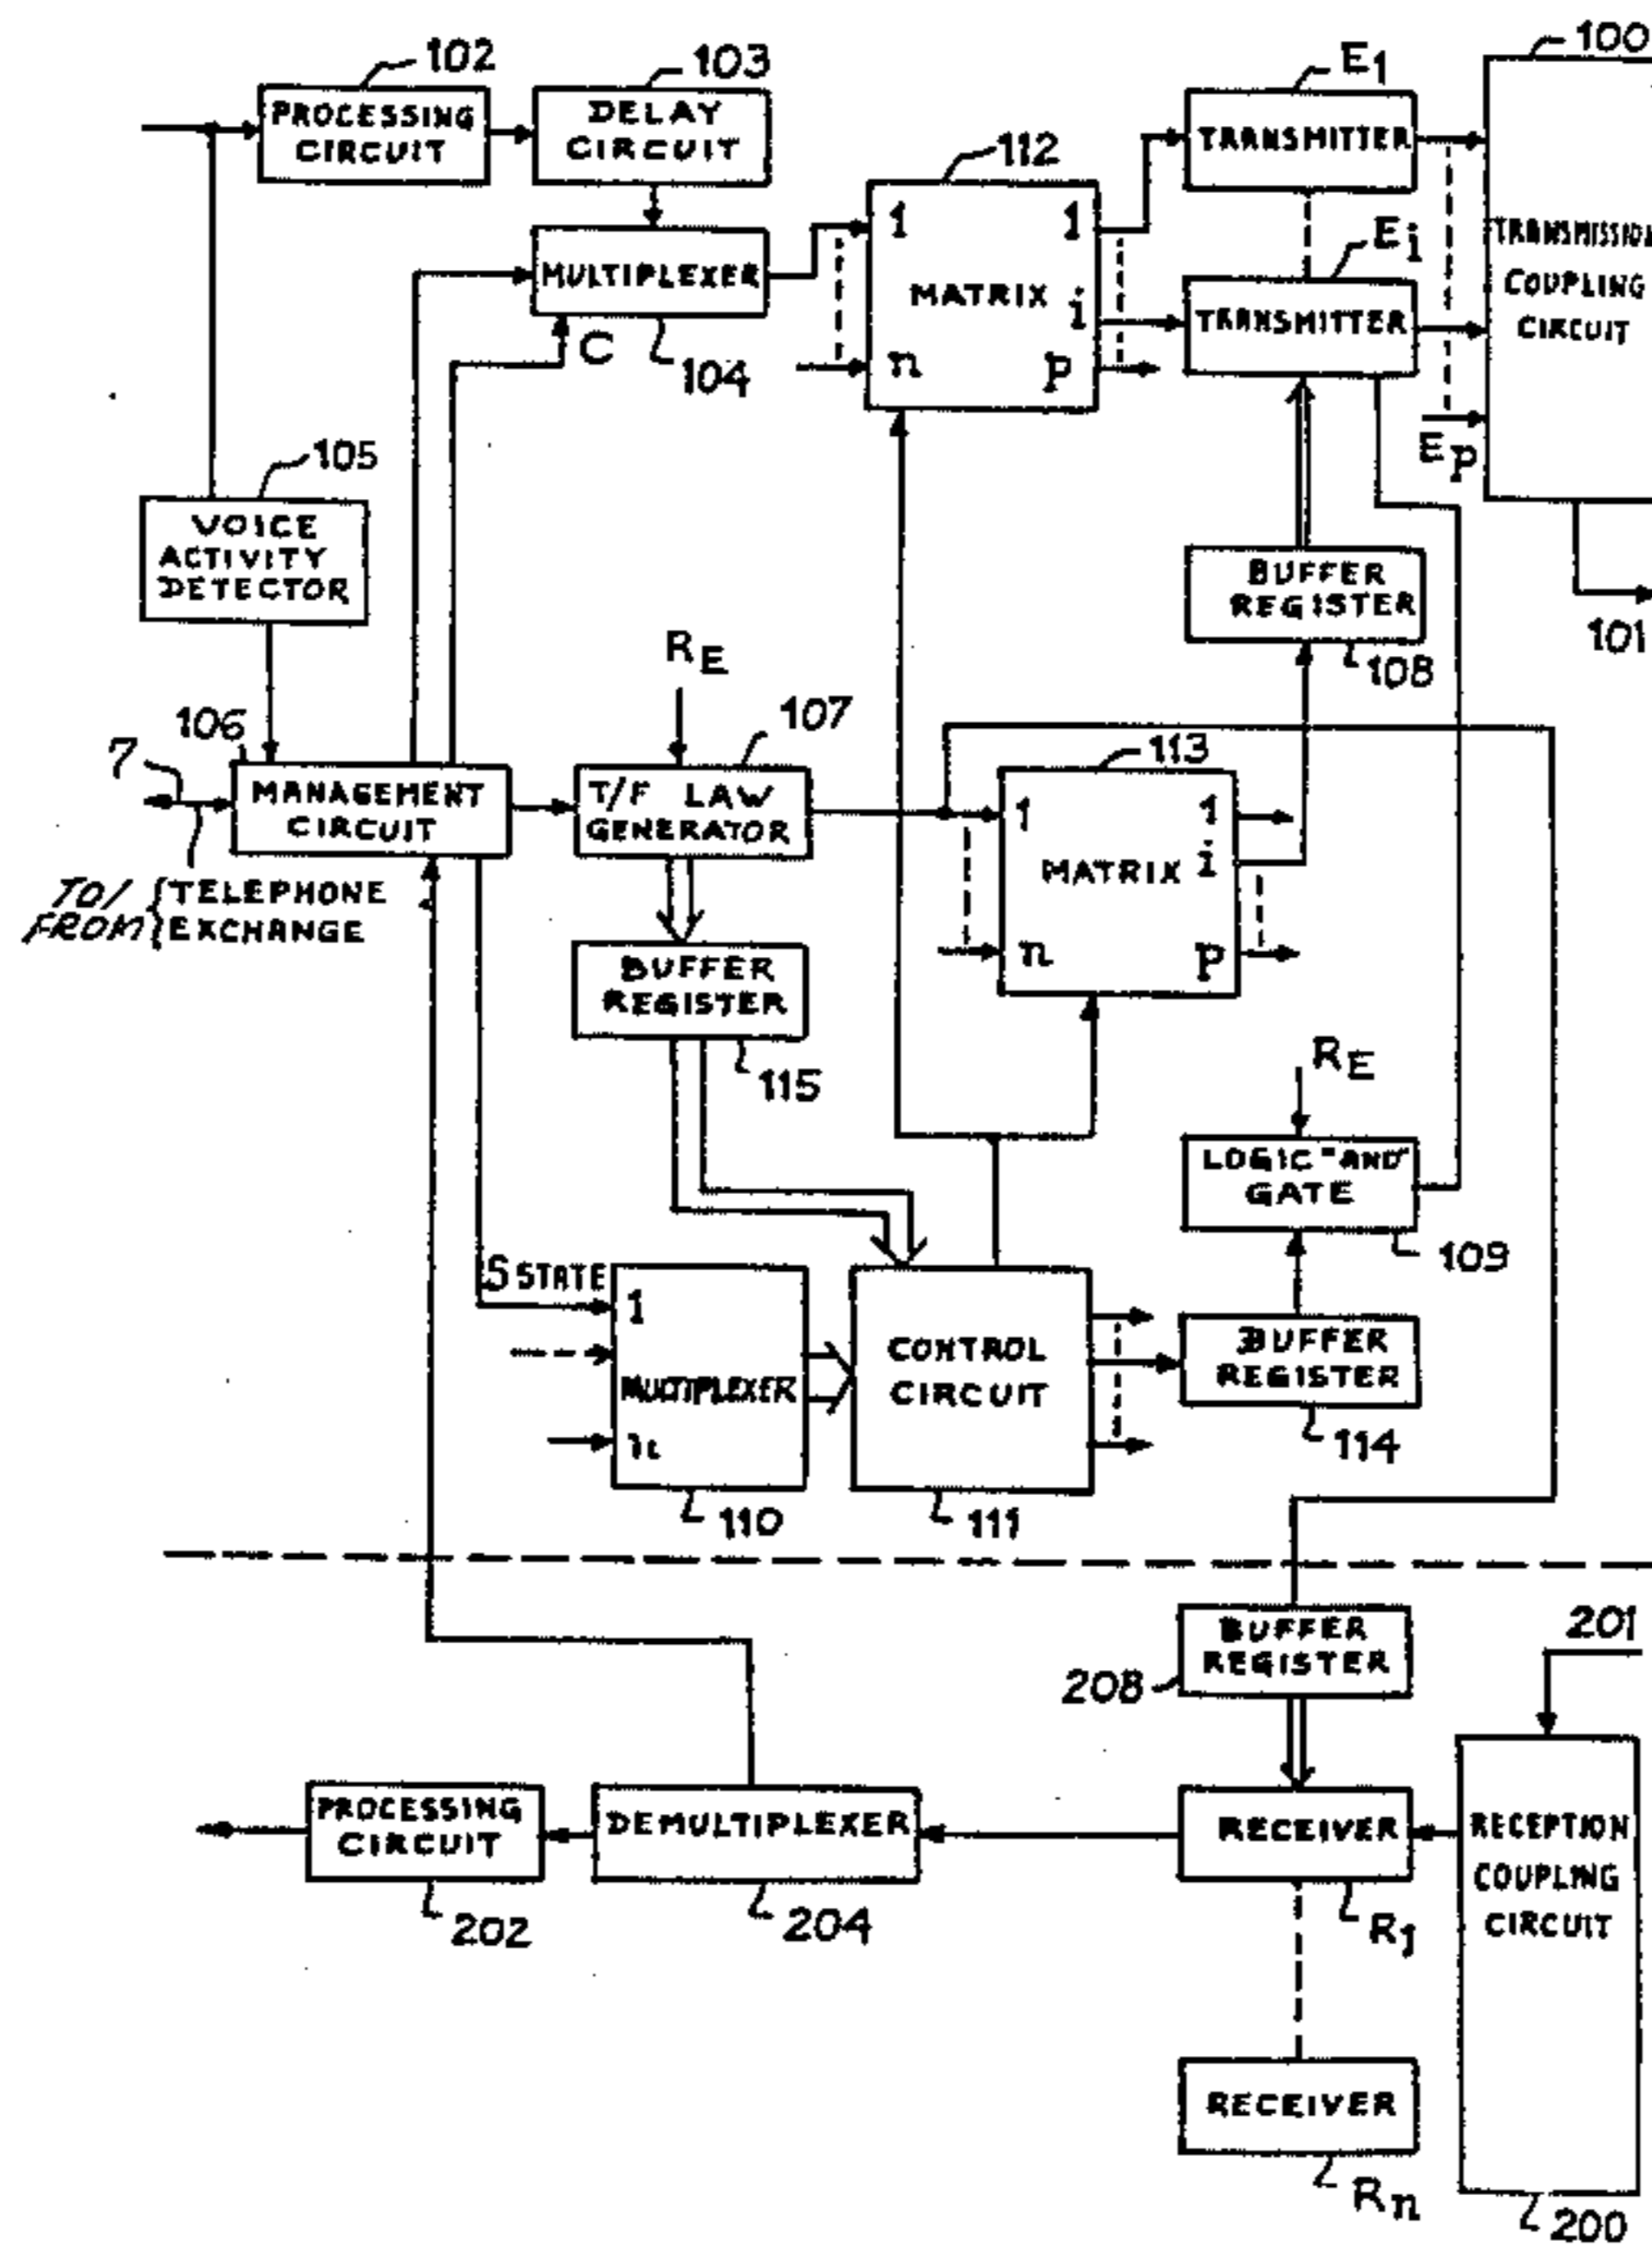 102
103
E1
100
PROCESSING
CIRCUIT
DELAY
CIRCUIT
TRANSMITTER
112
1
1
MATRIX
i
n
P
Ei
MULTIPLEXER
TRANSMITTER
TRANSMISSION
COUPLING
CIRCUIT
C
104
EP
105
VOICE
ACTIVITY
DETECTOR
BUFFER
REGISTER
101
108
RE
106
107
7
113
MANAGEMENT
CIRCUIT
T/F LAW
GENERATOR
1
1
i
MATRIX
n
P
TO/
FROM
{TELEPHONE
{EXCHANGE
BUFFER
REGISTER
115
RE
LOGIC "AND"
GATE
109
S STATE
1
MULTIPLEXER
n
CONTROL
CIRCUIT
BUFFER
REGISTER
114
110
111
BUFFER
REGISTER
201
208
PROCESSING
CIRCUIT
DEMULTIPLEXER
RECEIVER
RECEPTION
COUPLING
CIRCUIT
202
204
R1
RECEIVER
Rn
200